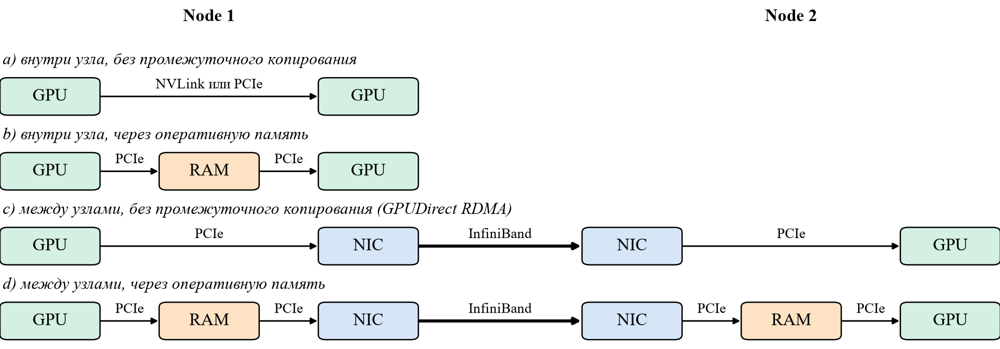 Node 1 Node 2
a) внутри узла, без промежуточного копирования
NVLink или PCIe
GPU GPU
b) внутри узла, через оперативную память
PCIe PCIe
GPU RAM GPU
c) между узлами, без промежуточного копирования (GPUDirect RDMA)
PCIe InfiniBand PCIe
GPU NIC NIC GPU
d) между узлами, через оперативную память
PCIe PCIe InfiniBand PCIe PCIe
GPU RAM NIC NIC RAM GPU